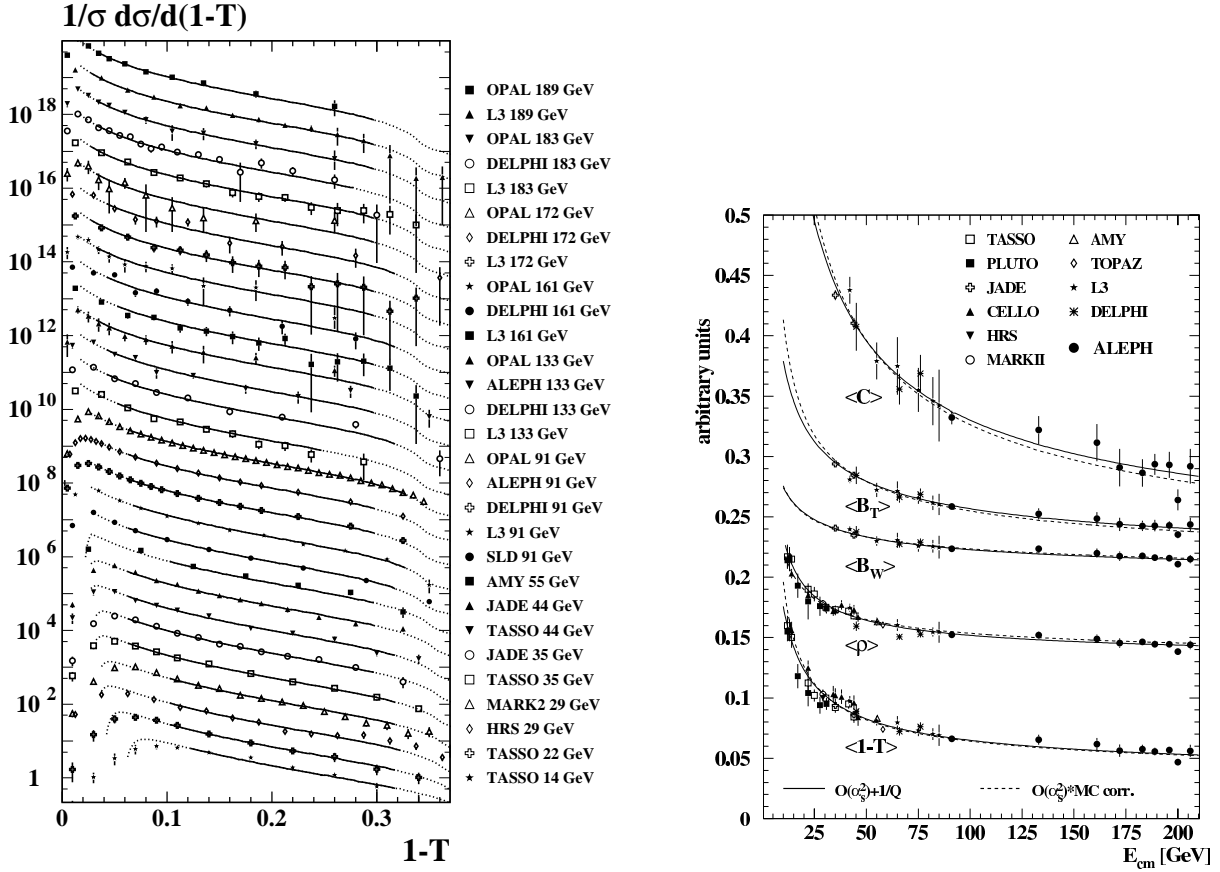 1/σ dσ/d(1-T)
10 18
10 16
10 14
10 12
10 10
10 8
10 6
10 4
10 2
1
0
0.1
0.2
0.3
1-T
OPAL 189 GeV
L3 189 GeV
OPAL 183 GeV
DELPHI 183 GeV
L3 183 GeV
OPAL 172 GeV
DELPHI 172 GeV
L3 172 GeV
OPAL 161 GeV
DELPHI 161 GeV
L3 161 GeV
OPAL 133 GeV
ALEPH 133 GeV
DELPHI 133 GeV
L3 133 GeV
OPAL 91 GeV
ALEPH 91 GeV
DELPHI 91 GeV
L3 91 GeV
SLD 91 GeV
AMY 55 GeV
JADE 44 GeV
TASSO 44 GeV
JADE 35 GeV
TASSO 35 GeV
MARK2 29 GeV
HRS 29 GeV
TASSO 22 GeV
TASSO 14 GeV
arbitrary units
0.5
0.45
0.4
0.35
0.3
0.25
0.2
0.15
0.1
0.05
TASSO
PLUTO
JADE
CELLO
HRS
MARKII
AMY
TOPAZ
L3
DELPHI
ALEPH
<C>
<B_T>
<B_W>
<ρ>
<1-T>
O(α_s^2)+1/Q
O(α_s^2)*MC corr.
25
50
75
100
125
150
175
200
E_cm [GeV]